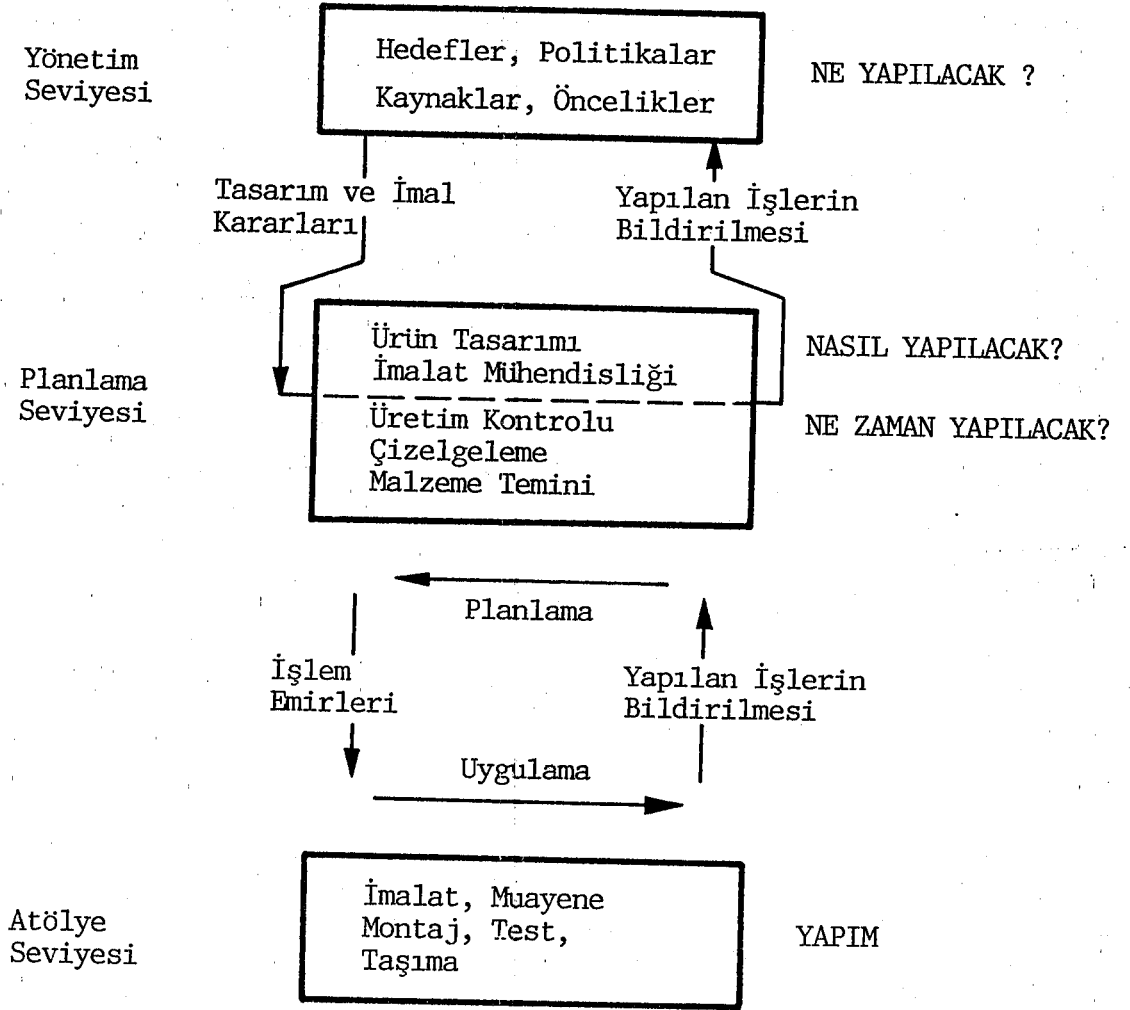 Yönetim
Seviyesi
Hedefler, Politikalar
Kaynaklar, Öncelikler
NE YAPILACAK ?
Tasarım ve İmal
Kararları
Yapılan İşlerin
Bildirilmesi
Planlama
Seviyesi
Ürün Tasarımı
İmalat Mühendisliği
Üretim Kontrolu
Çizelgeleme
Malzeme Temini
NASIL YAPILACAK?
NE ZAMAN YAPILACAK?
Planlama
İşlem
Emirleri
Yapılan İşlerin
Bildirilmesi
Uygulama
Atölye
Seviyesi
İmalat, Muayene
Montaj, Test,
Taşıma
YAPIM